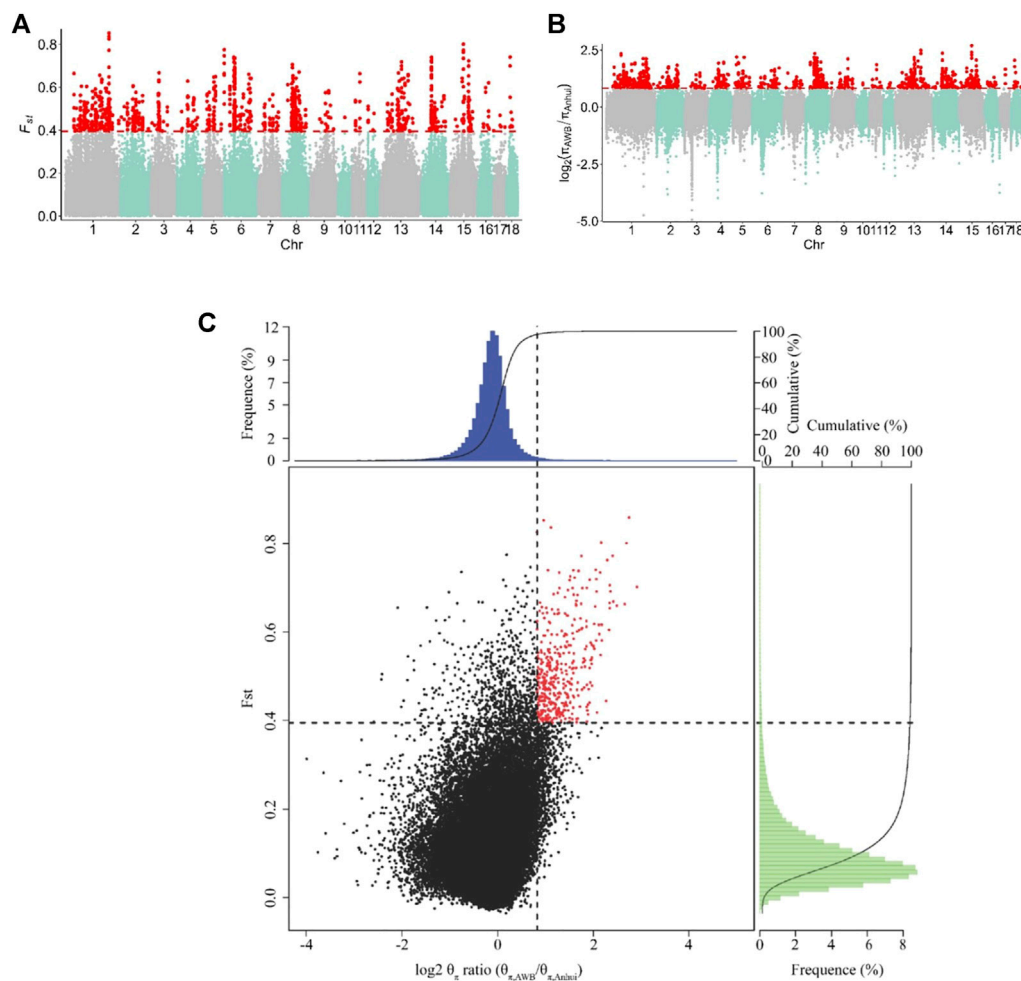 A
Fst
0.8
0.6
0.4
0.2
0.0
1 2 3 4 5 6 7 8 9 10 11 12 13 14 15 16 17 18
Chr
B
log2(πAWB/πAnhui)
2.5
0.0
-2.5
-5.0
1 2 3 4 5 6 7 8 9 10 11 12 13 14 15 16 17 18
Chr
C
Frequence (%)
12
9
7
5
2
0
100
80
60
40
20
0
Cumulative (%)
Cumulative (%)
0 20 40 60 80 100
Fst
0.8
0.6
0.4
0.2
0.0
-4 -2 0 2 4
log2 θπ ratio (θπ,AWB/θπ,Anhui)
0 2 4 6 8
Frequency (%)